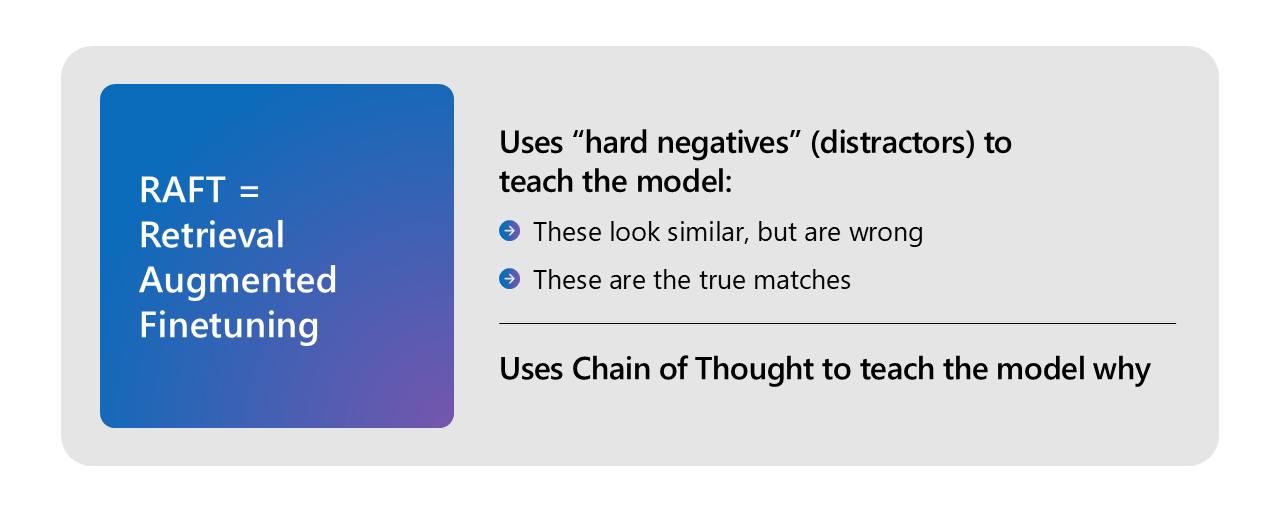 RAFT =
Retrieval
Augmented
Finetuning
Uses “hard negatives” (distractors) to
teach the model:
These look similar, but are wrong
These are the true matches
Uses Chain of Thought to teach the model why